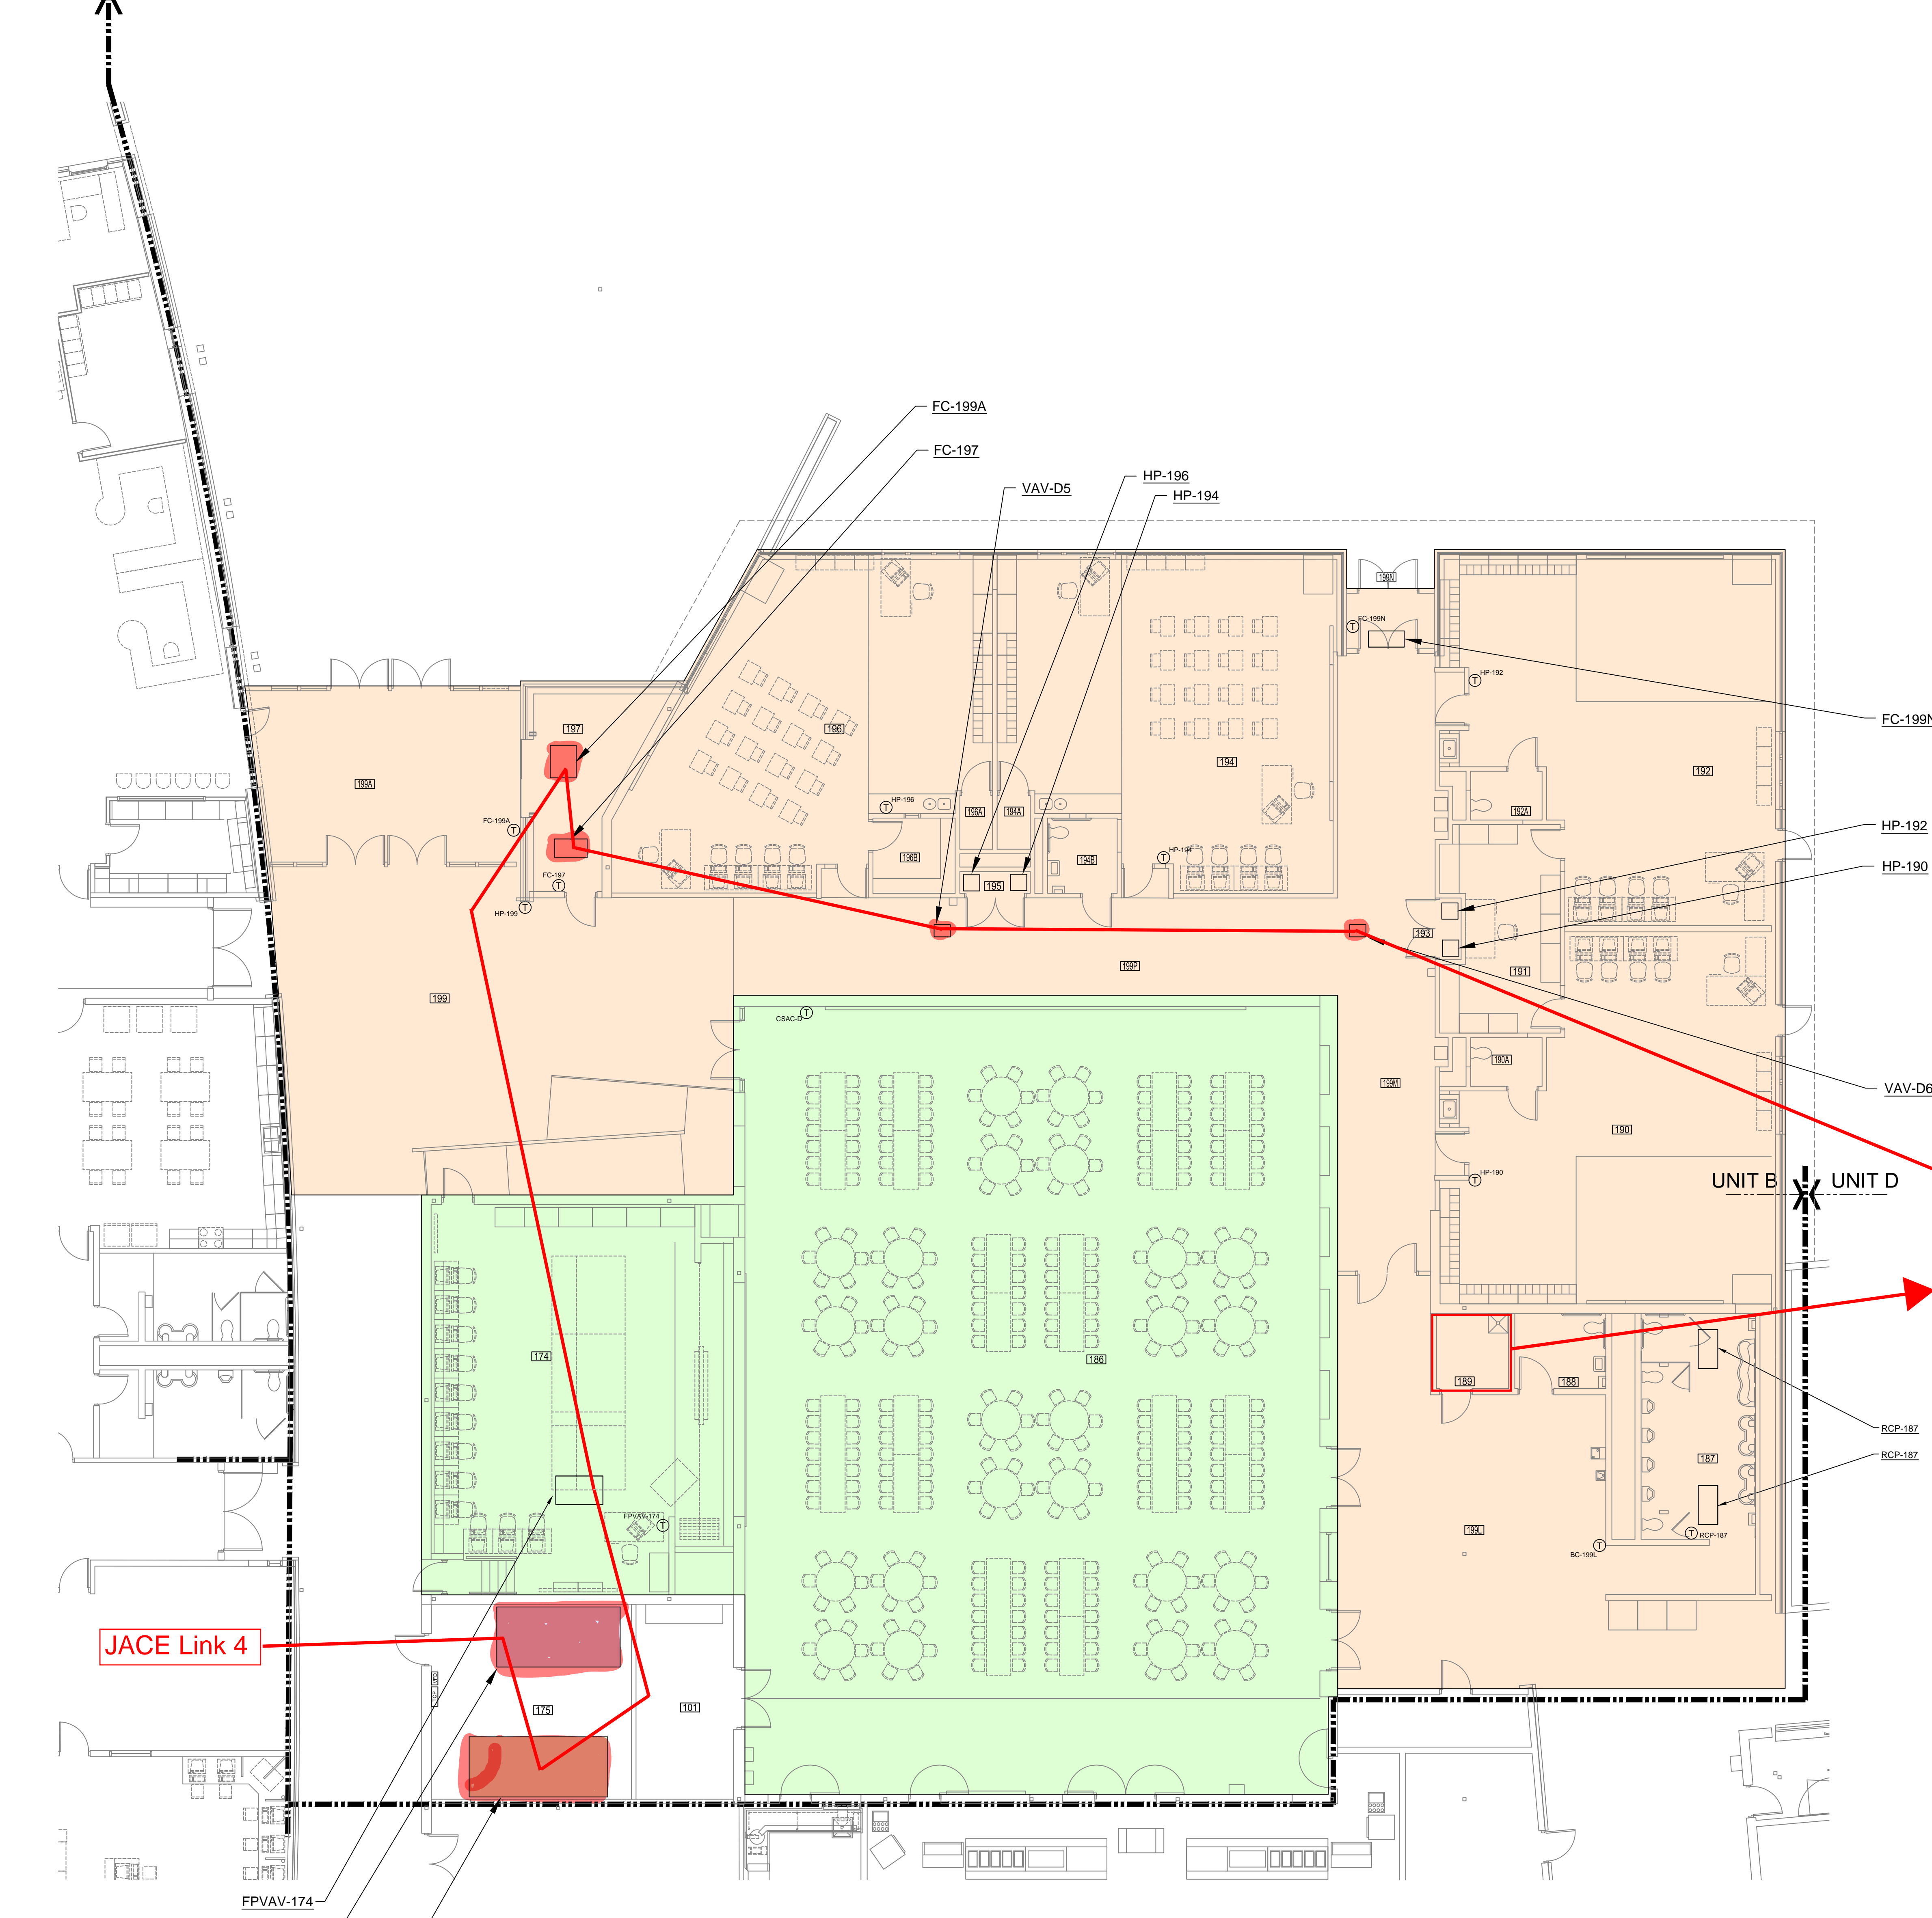 FC-199A
FC-197
HP-196
VAV-D5
HP-194
199N
FC-199N
HP-192
197
196
FC-199N
194
192
199A
HP-196
196A
194A
192A
FC-199A
HP-192
196B
194B
HP-194
HP-190
FC-197
195
HP-199
193
199P
191
199
CSAC-D
190A
199M
VAV-D6
190
HP-190
UNIT B
UNIT D
174
186
189
188
RCP-187
RCP-187
187
FPVAV-174
199L
RCP-187
BC-199L
JACE Link 4
TCP
VFD
175
101
FPVAV-174